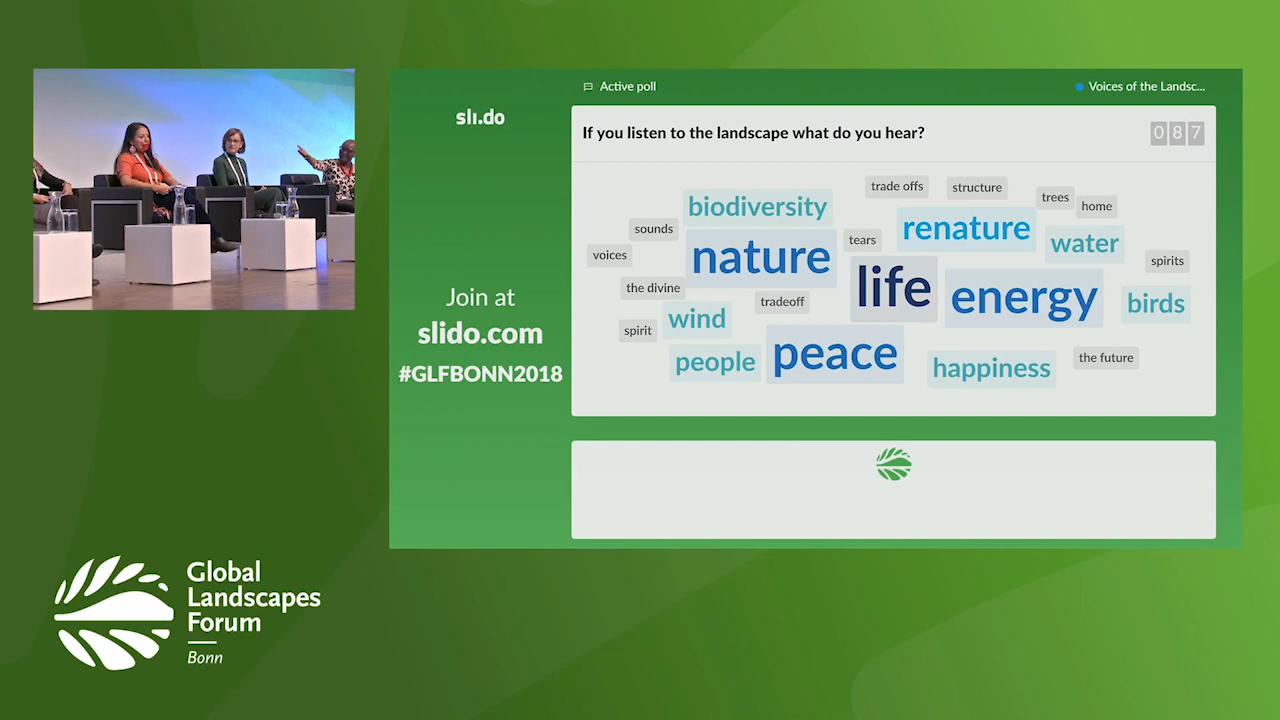 Active poll
Voices of the Landsc...
sli.do
If you listen to the landscape what do you hear?
087
trade offs
structure
trees
home
biodiversity
renature
sounds
tears
water
voices
nature
spirits
life
energy
the divine
tradeoff
birds
wind
spirit
people
peace
happiness
the future
Join at
slido.com
#GLFBONN2018
Global
Landscapes
Forum
Bonn